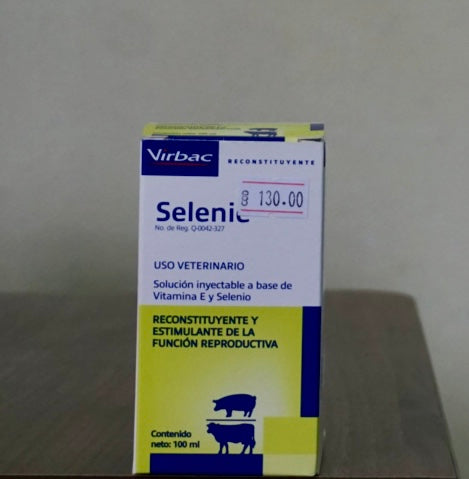 Virbac
RECONSTITUYENTE
130.00
Selenic
No. de Reg. Q-0042-327
USO VETERINARIO
Solución inyectable a base de
Vitamina E y Selenio
RECONSTITUYENTE Y
ESTIMULANTE DE LA
FUNCIÓN REPRODUCTIVA
Contenido
neto: 100 ml